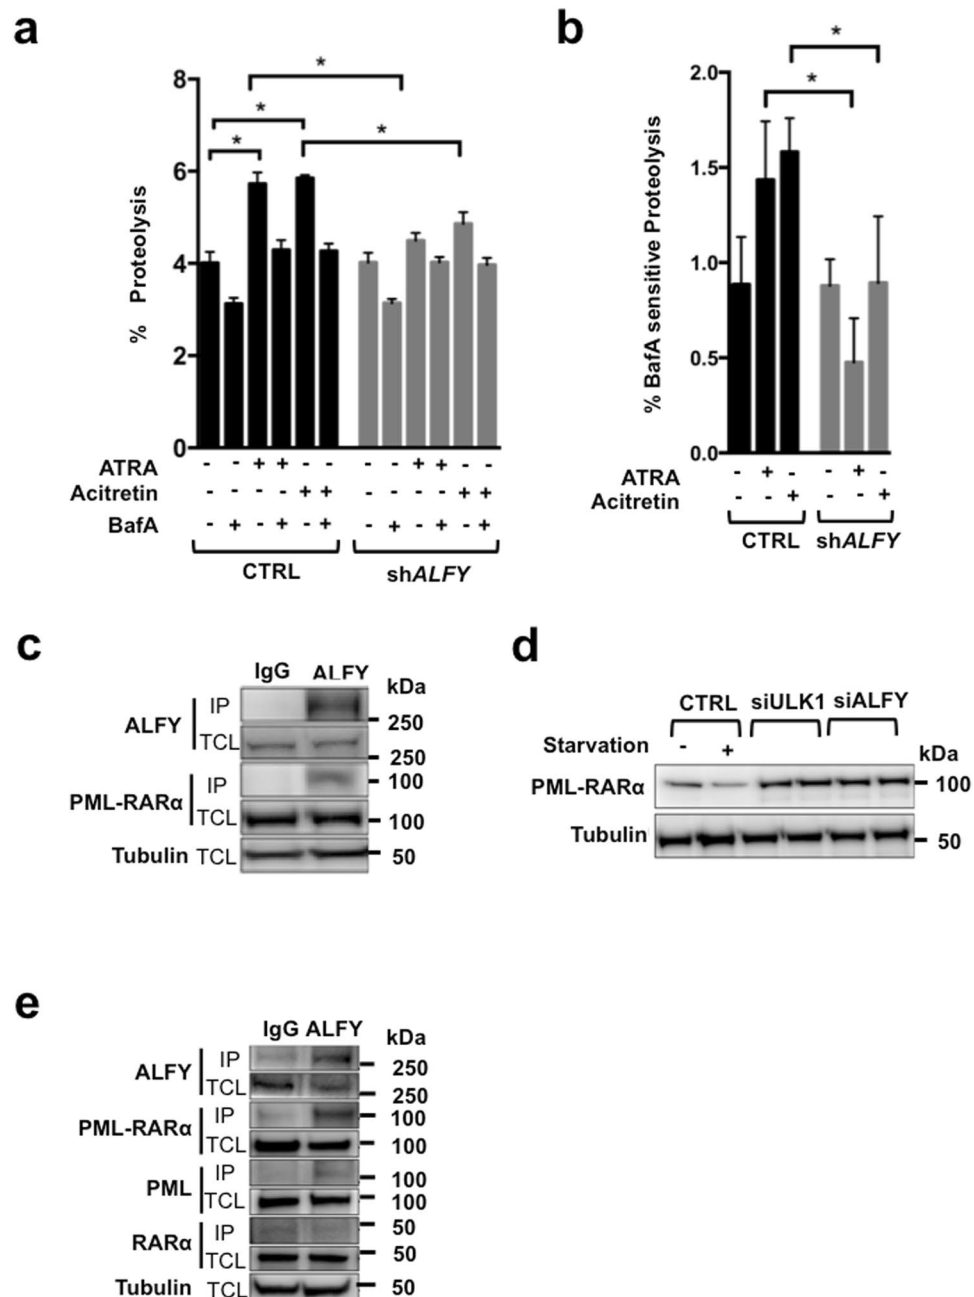 a
8
6
4
2
0
% Proteolysis
*
*
*
*
ATRA - - + + - - - - + + - -
Acitretin - - - - + + - - - - + +
BafA - + - + - + - + - + - +
CTRL
shALFY
b
2.0
1.5
1.0
0.5
0.0
% BafA sensitive Proteolysis
*
*
ATRA - + - - + -
Acitretin - - + - - +
CTRL shALFY
c
IgG ALFY kDa
ALFY
IP
250
TCL
250
PML-RARα
IP 100
TCL 100
Tubulin TCL 50
d
CTRL siULK1 siALFY
Starvation - + kDa
PML-RARα 100
Tubulin 50
e
IgG ALFY kDa
ALFY
IP 250
TCL 250
PML-RARα
IP 100
TCL 100
PML
IP 100
TCL 100
RARα
IP 50
TCL 50
Tubulin TCL 50